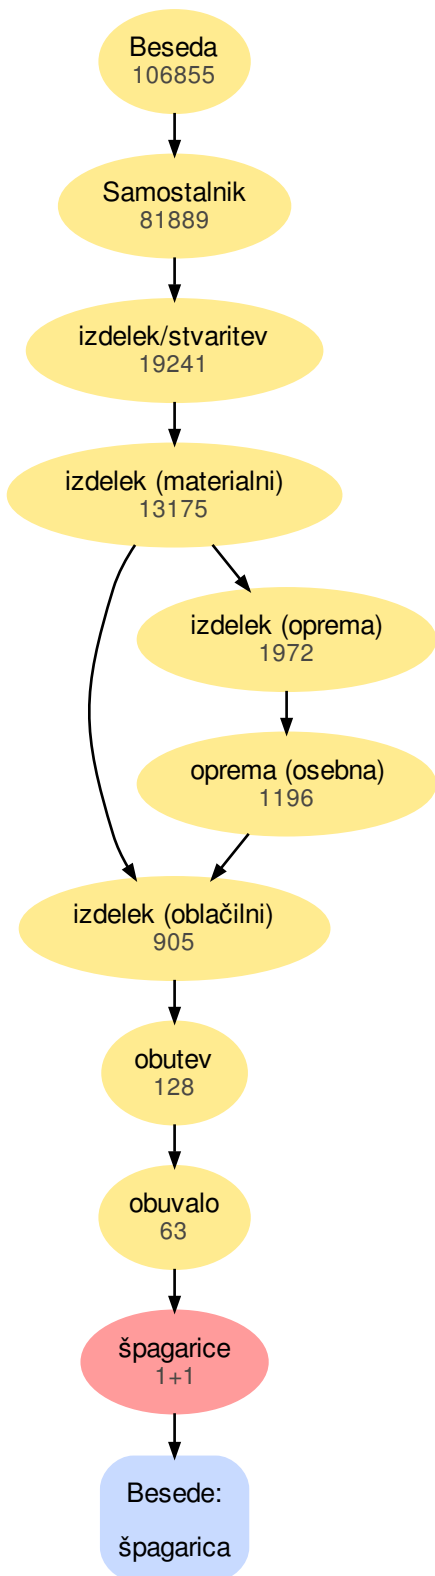 Beseda
106855
Samostalnik
81889
izdelek/stvaritev
19241
izdelek (materialni)
13175
izdelek (oprema)
1972
oprema (osebna)
1196
izdelek (oblačilni)
905
obutev
128
obuvalo
63
špagarice
1+1
Besede:
špagarica